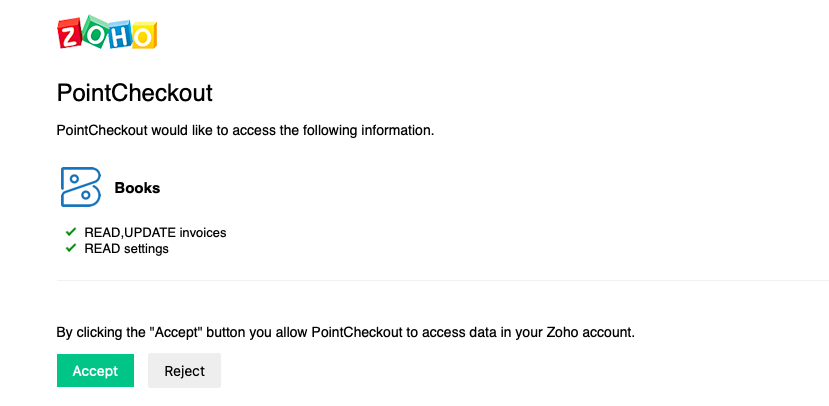 ZOHO
PointCheckout
PointCheckout would like to access the following information.
Books
READ,UPDATE invoices
READ settings
By clicking the "Accept" button you allow PointCheckout to access data in your Zoho account.
Accept Reject